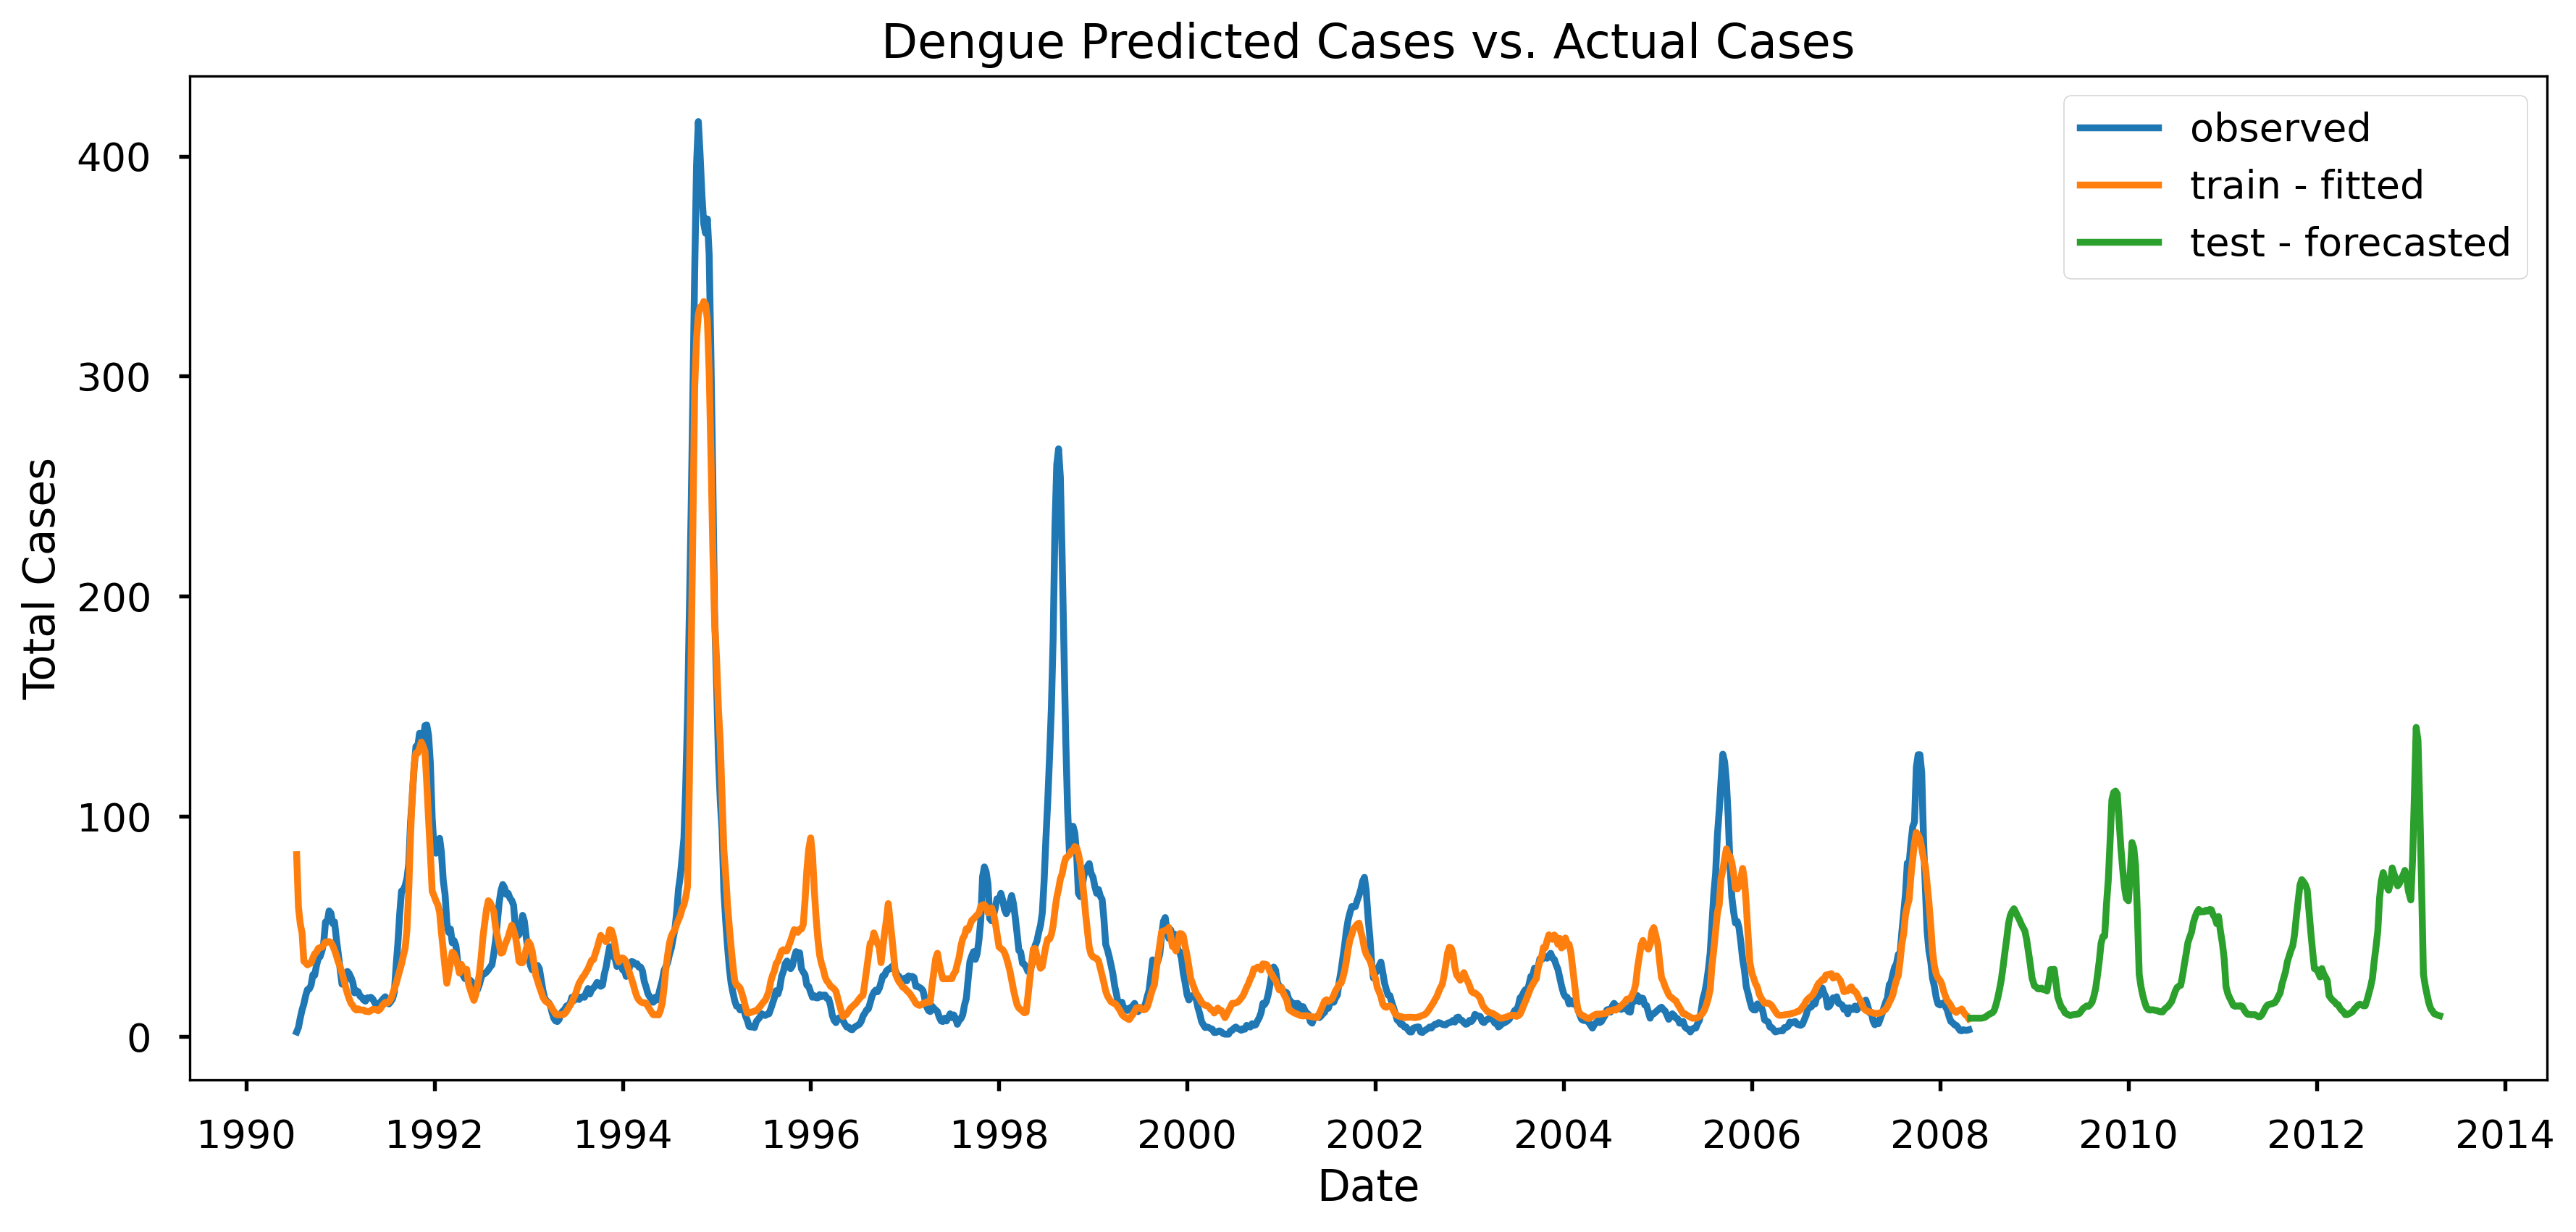 Dengue Predicted Cases vs. Actual Cases
observed
train - fitted
test - forecasted
Total Cases
400
300
200
100
0
1990 1992 1994 1996 1998 2000 2002 2004 2006 2008 2010 2012 2014
Date